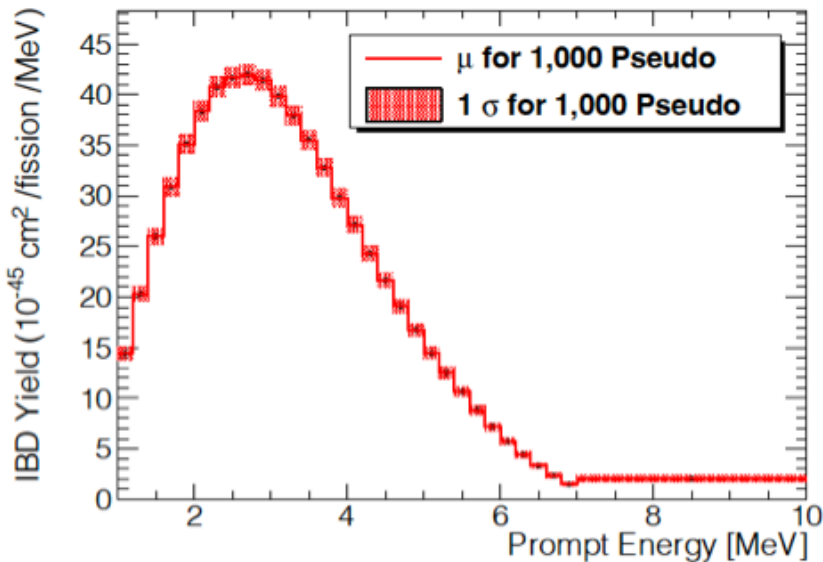 μ for 1,000 Pseudo
1 σ for 1,000 Pseudo
IBD Yield (10⁻⁴⁵ cm² /fission /MeV)
45
40
35
30
25
20
15
10
5
0
2 4 6 8 10
Prompt Energy [MeV]